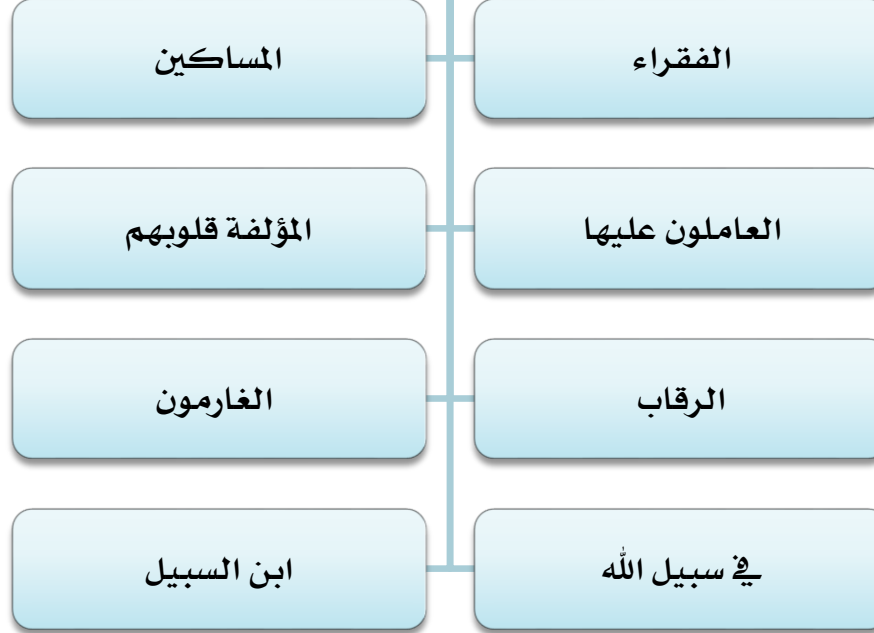 الفقراء
المساكين
العاملون عليها
المؤلفة قلوبهم
الرقاب
الغارمون
في سبيل الله
ابن السبيل